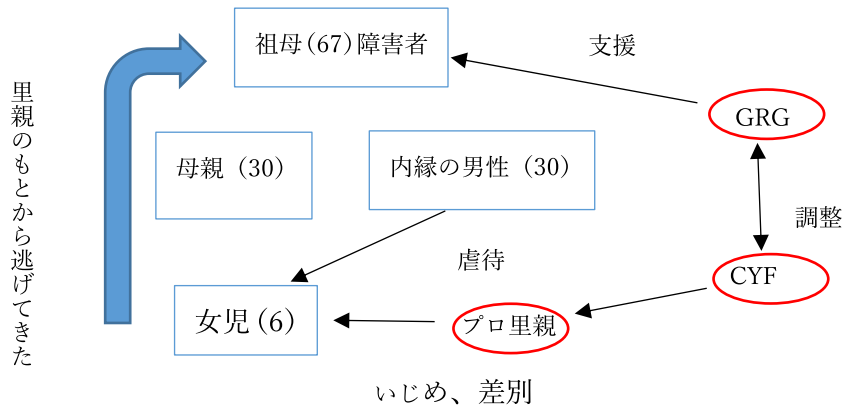 祖母（67）障害者
支援
GRG
里親のもとから逃げてきた
母親（30）
内縁の男性（30）
調整
虐待
CYF
女児（6）
プロ里親
いじめ、差別